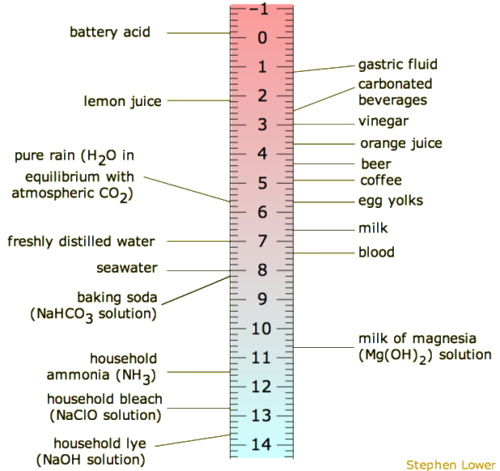 battery acid
lemon juice
pure rain (H₂O in
equilibrium with
atmospheric CO₂)
freshly distilled water
seawater
baking soda
(NaHCO₃ solution)
household
ammonia (NH₃)
household bleach
(NaClO solution)
household lye
(NaOH solution)
−1
0
1
2
3
4
5
6
7
8
9
10
11
12
13
14
gastric fluid
carbonated
beverages
vinegar
orange juice
beer
coffee
egg yolks
milk
blood
milk of magnesia
(Mg(OH)₂) solution
Stephen Lower